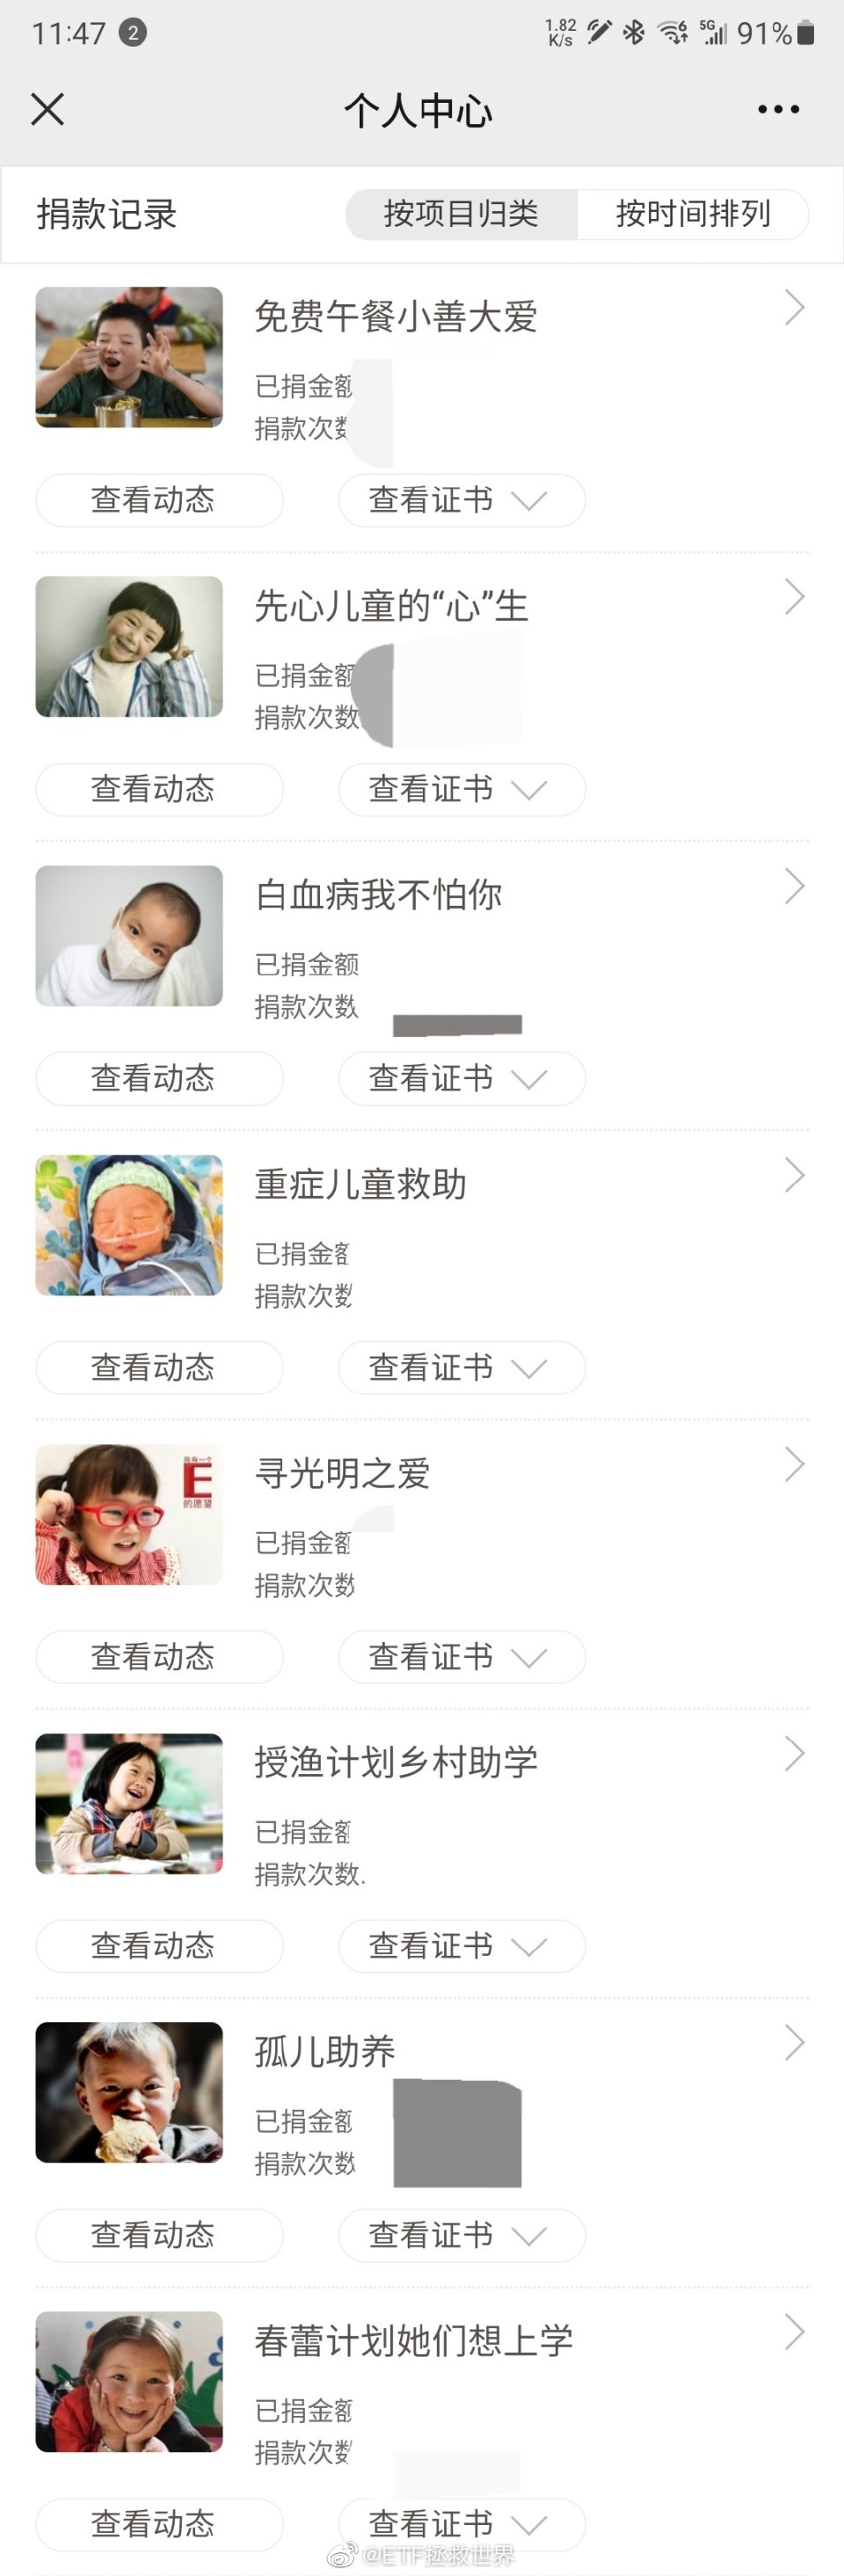 11:47 2 1.82 K/s 6 5G 91%
个人中心
捐款记录 按项目归类 按时间排列
免费午餐小善大爱
已捐金额
捐款次数
查看动态 查看证书
先心儿童的“心”生
已捐金额
捐款次数
查看动态 查看证书
白血病我不怕你
已捐金额
捐款次数
查看动态 查看证书
重症儿童救助
已捐金额
捐款次数
查看动态 查看证书
E
的愿望
寻光明之爱
已捐金额
捐款次数
查看动态 查看证书
授渔计划乡村助学
已捐金额
捐款次数
查看动态 查看证书
孤儿助养
已捐金额
捐款次数
查看动态 查看证书
春蕾计划她们想上学
已捐金额
捐款次数
查看动态 查看证书
@ETF拯救世界